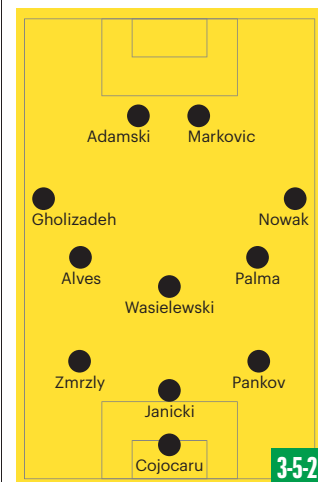 Adamski Markovic
Gholizadeh Nowak
Alves Palma
Wasielewski
Zmrzly Pankov
Janicki
Cojocaru
3-5-2